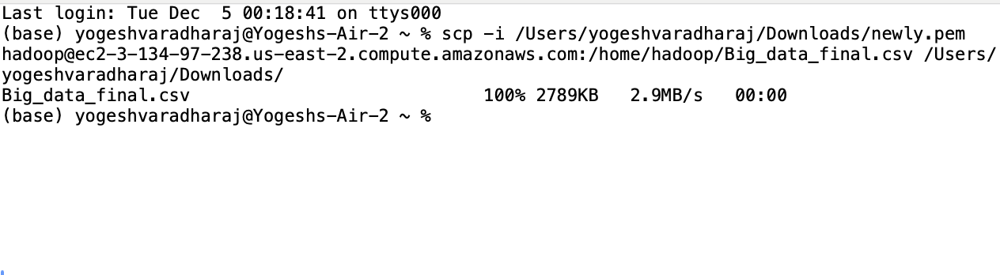 Last login: Tue Dec  5 00:18:41 on ttys000
(base) yogeshvaradharaj@Yogeshs-Air-2 ~ % scp -i /Users/yogeshvaradharaj/Downloads/newly.pem
hadoop@ec2-3-134-97-238.us-east-2.compute.amazonaws.com:/home/hadoop/Big_data_final.csv /Users/
yogeshvaradharaj/Downloads/
Big_data_final.csv                            100% 2789KB   2.9MB/s   00:00
(base) yogeshvaradharaj@Yogeshs-Air-2 ~ %